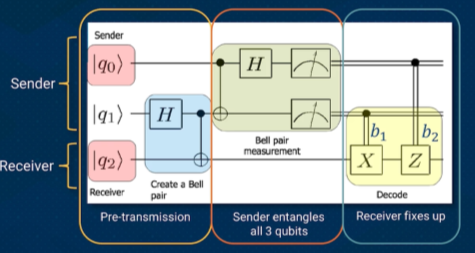 Sender
Sender
Receiver
|q0⟩
|q1⟩
|q2⟩
Receiver
H
Create a Bell
pair
H
Bell pair
measurement
b1
b2
X
Z
Decode
Pre-transmission
Sender entangles
all 3 qubits
Receiver fixes up